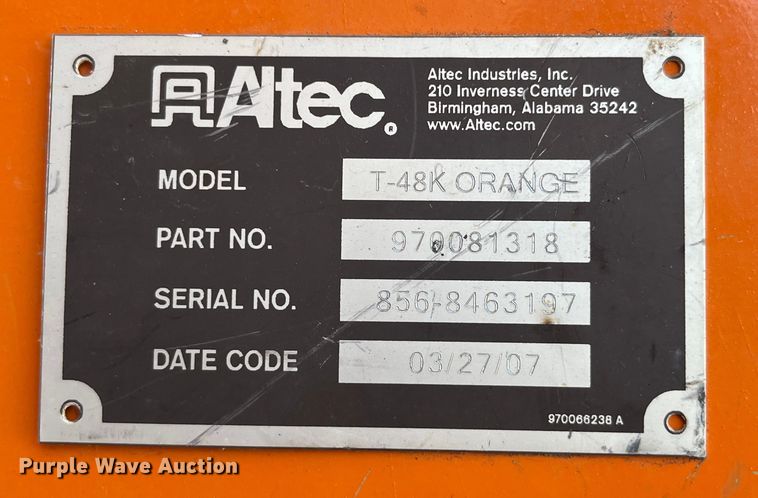 Altec®
Altec Industries, Inc.
210 Inverness Center Drive
Birmingham, Alabama 35242
www.Altec.com
MODEL T-48K ORANGE
PART NO. 970081318
SERIAL NO. 856-8463197
DATE CODE 03/27/07
970066238 A
Purple Wave Auction